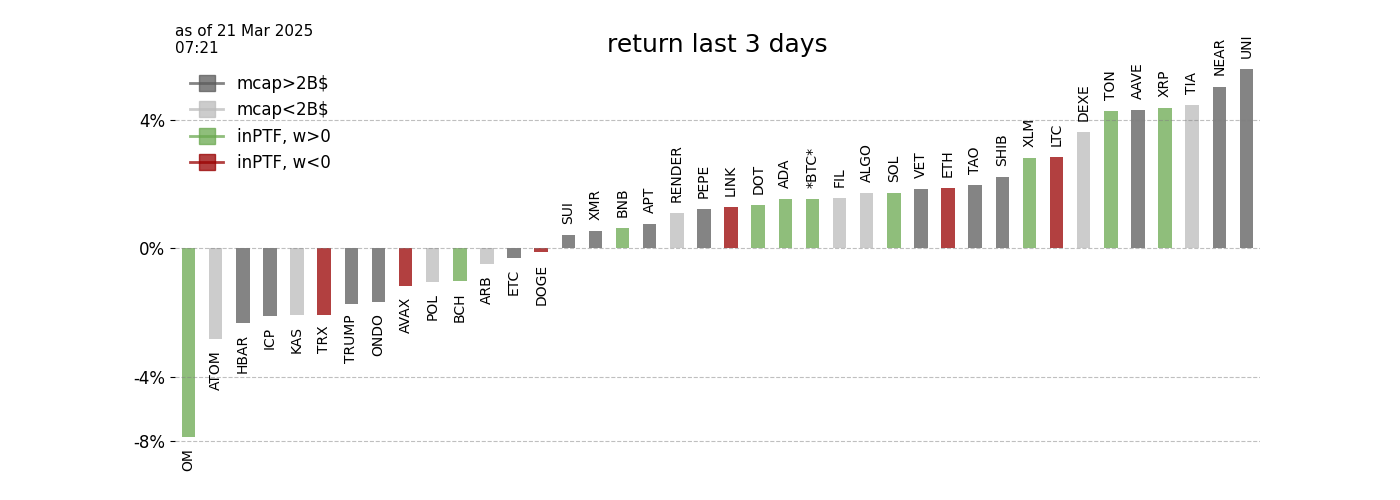 as of 21 Mar 2025
07:21
return last 3 days
mcap>2B$
mcap<2B$
inPTF, w>0
inPTF, w<0
4%
0%
-4%
-8%
OM
ATOM
HBAR
ICP
KAS
TRX
TRUMP
ONDO
AVAX
POL
BCH
ARB
ETC
DOGE
SUI
XMR
BNB
APT
RENDER
PEPE
LINK
DOT
ADA
*BTC*
FIL
ALGO
SOL
VET
ETH
TAO
SHIB
XLM
LTC
DEXE
TON
AAVE
XRP
TIA
NEAR
UNI